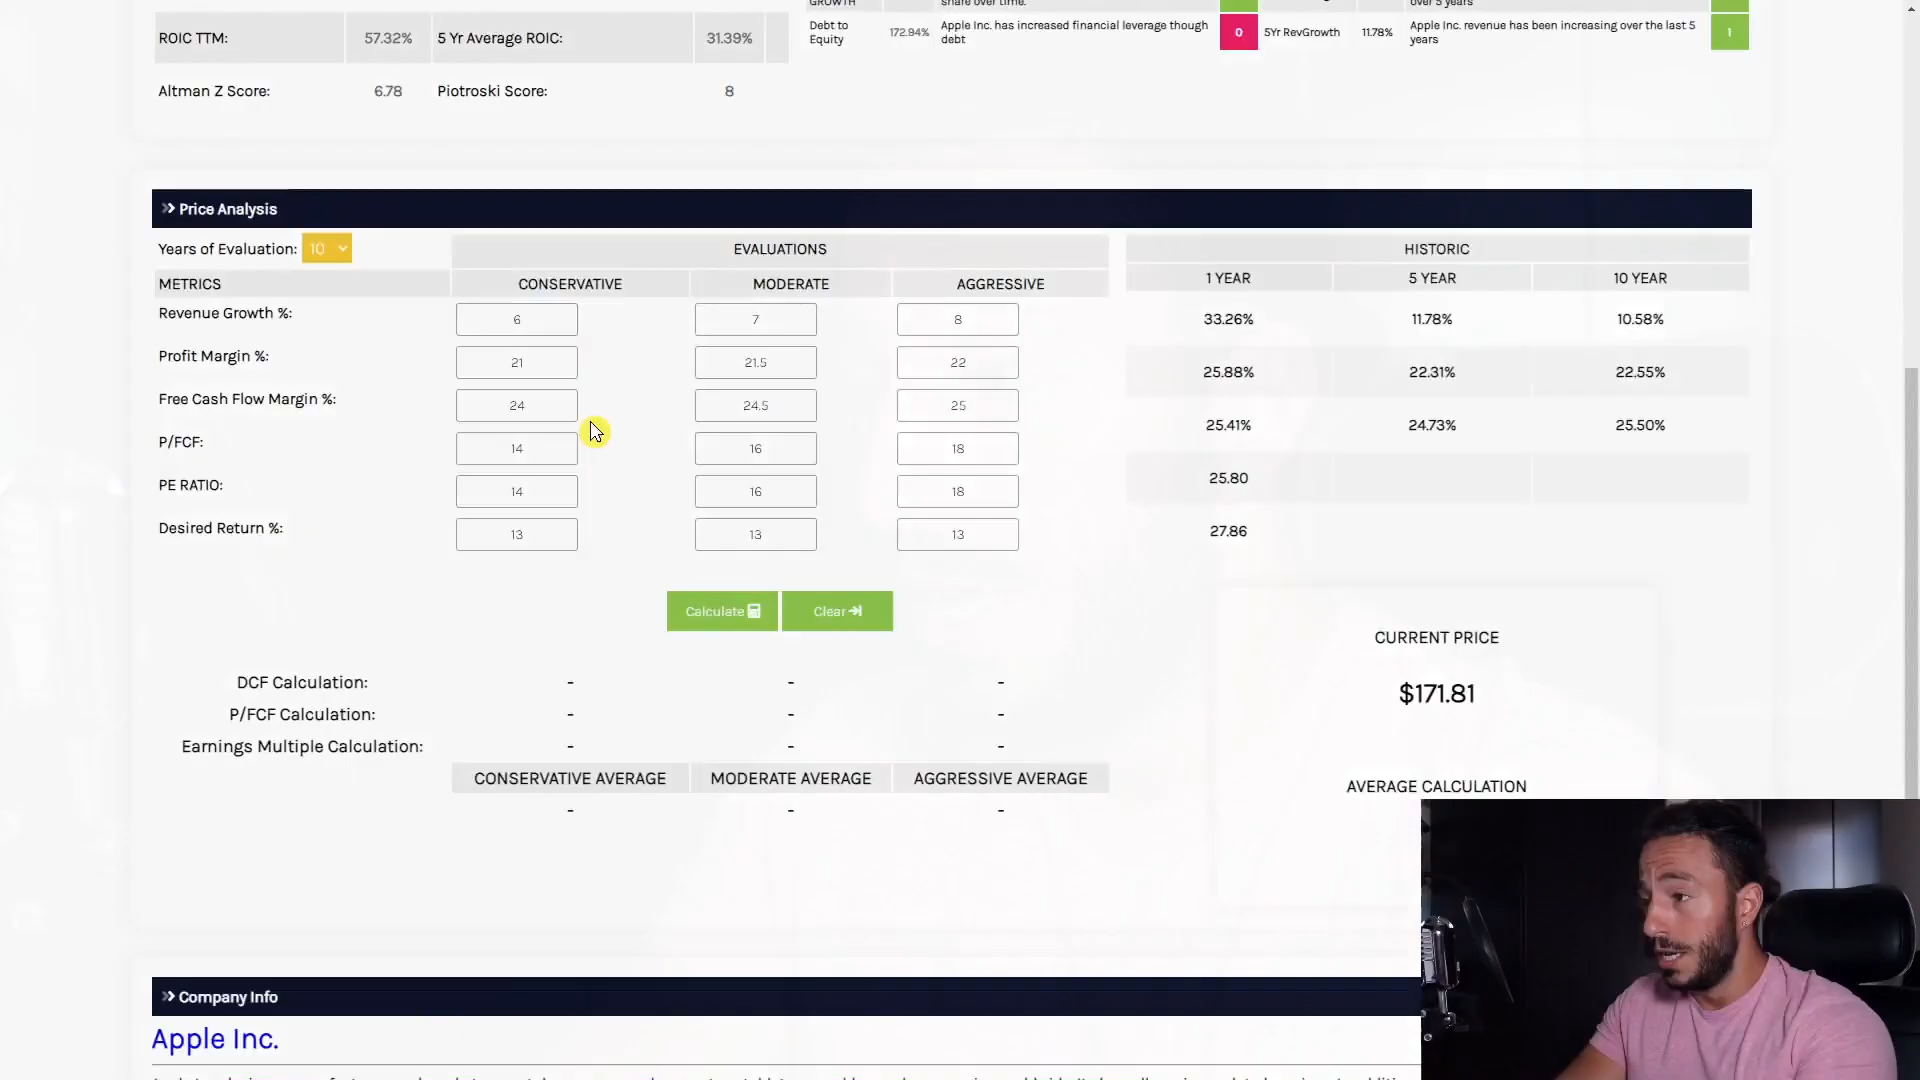 GROWTH
share over time.
over 5 years
ROIC TTM: 57.32% 5 Yr Average ROIC: 31.39%
Debt to Equity 172.94% Apple Inc. has increased financial leverage though debt 0 5Yr RevGrowth 11.78% Apple Inc. revenue has been increasing over the last 5 years 1
Altman Z Score: 6.78 Piotroski Score: 8
Price Analysis
Years of Evaluation: 10 EVALUATIONS HISTORIC
METRICS CONSERVATIVE MODERATE AGGRESSIVE 1 YEAR 5 YEAR 10 YEAR
Revenue Growth %: 6 7 8 33.26% 11.78% 10.58%
Profit Margin %: 21 21.5 22 25.88% 22.31% 22.55%
Free Cash Flow Margin %: 24 24.5 25 25.41% 24.73% 25.50%
P/FCF: 14 16 18 25.80
PE RATIO: 14 16 18 27.86
Desired Return %: 13 13 13
Calculate Clear
CURRENT PRICE
$171.81
DCF Calculation: - - -
P/FCF Calculation: - - -
Earnings Multiple Calculation: - - -
CONSERVATIVE AVERAGE MODERATE AVERAGE AGGRESSIVE AVERAGE
- - -
AVERAGE CALCULATION
Company Info
Apple Inc.